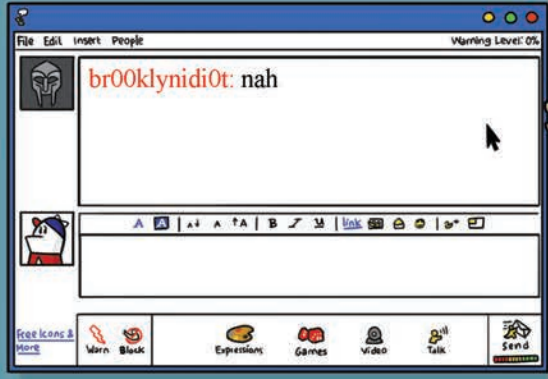 File Edit Insert People Warning Level: 0%
br00klynidi0t: nah
A A A A A B I U link
Free Icons & More
Warn Block Expressions Games Video Talk Send